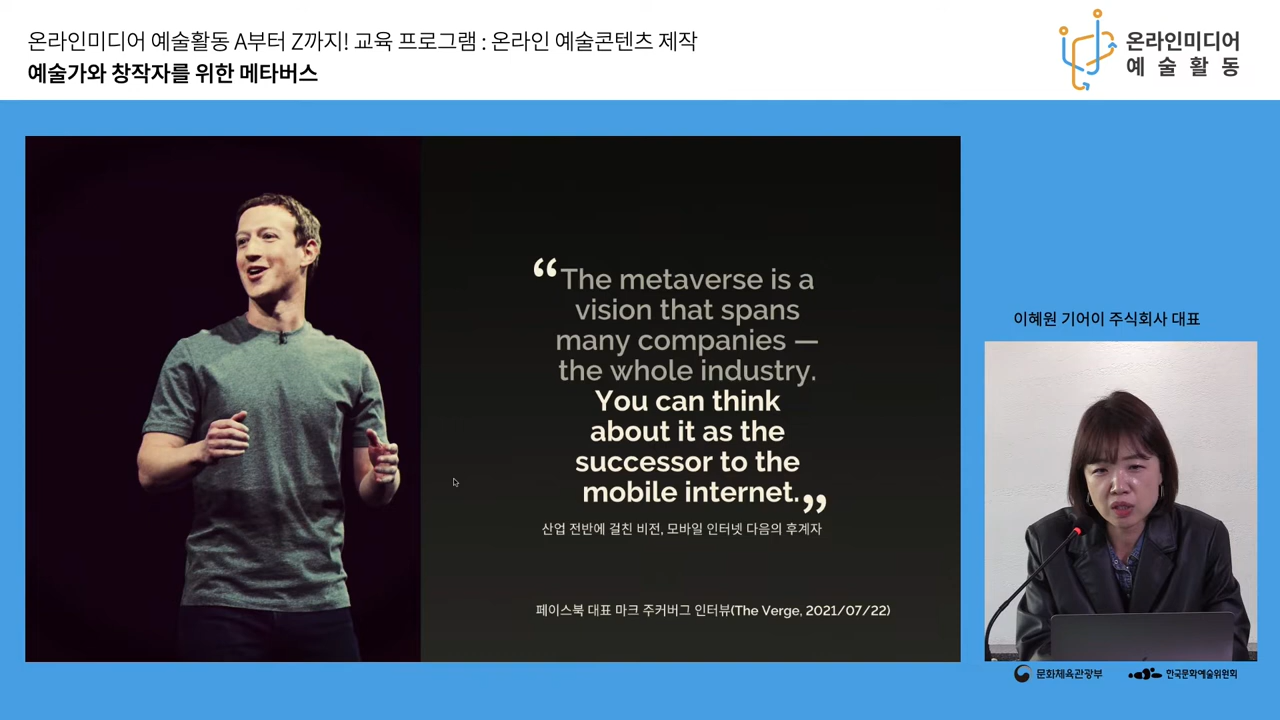 온라인미디어 예술활동 A부터 Z까지! 교육 프로그램 : 온라인 예술콘텐츠 제작
예술가와 창작자를 위한 메타버스
온라인미디어
예술활동
“The metaverse is a
vision that spans
many companies —
the whole industry.
You can think
about it as the
successor to the
mobile internet.”
산업 전반에 걸친 비전, 모바일 인터넷 다음의 후계자
페이스북 대표 마크 주커버그 인터뷰(The Verge, 2021/07/22)
이혜원 기어이 주식회사 대표
문화체육관광부
한국문화예술위원회